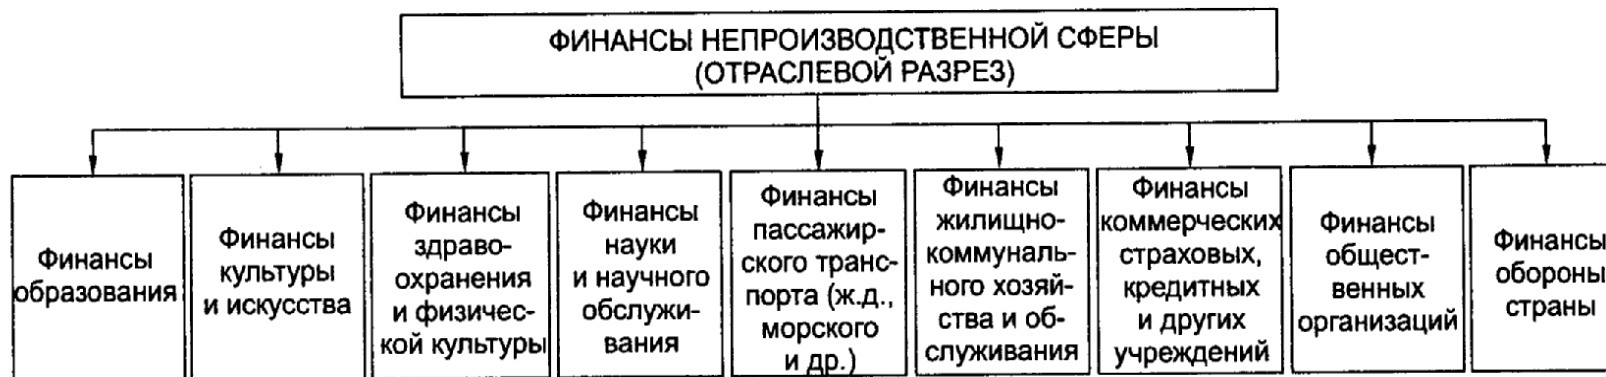 ФИНАНСЫ НЕПРОИЗВОДСТВЕННОЙ СФЕРЫ
(ОТРАСЛЕВОЙ РАЗРЕЗ)
Финансы
образования
Финансы
культуры
и искусства
Финансы
здраво-
охранения
и физичес-
кой культуры
Финансы
науки
и научного
обслужи-
вания
Финансы
пассажир-
ского транс-
порта (ж.д.,
морского
и др.)
Финансы
жилищно-
коммуналь-
ного хозяй-
ства и об-
служивания
Финансы
коммерческих
страховых,
кредитных
и других
учреждений
Финансы
общест-
венных
организаций
Финансы
обороны
страны